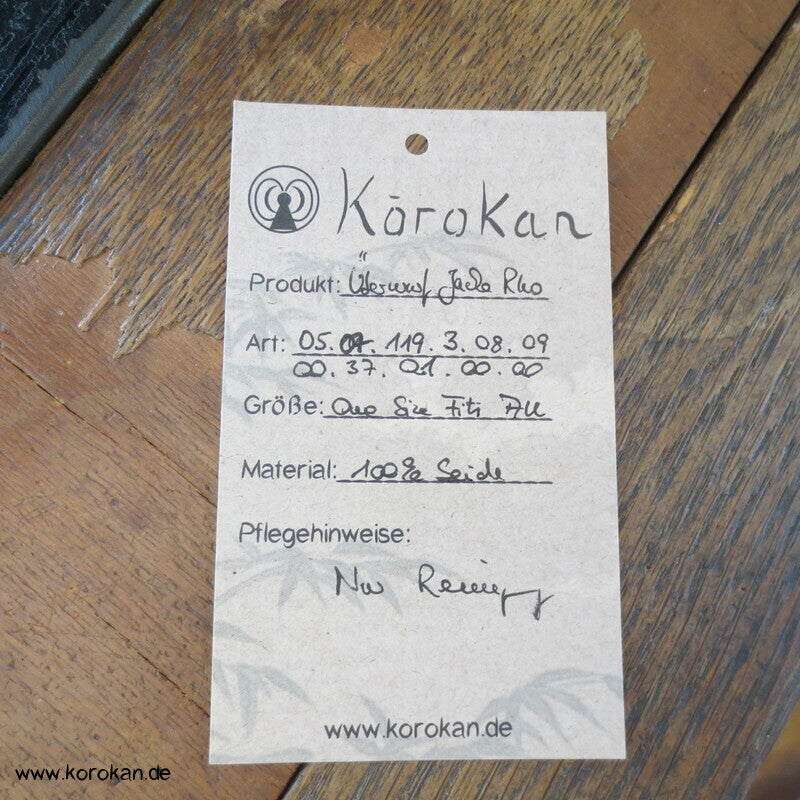 Kōrokan
Produkt: Überwurf Jacke Rho
Art: 05.07.119.3.08.09
00.37.01.00.00
Größe: One Size Fits All
Material: 100% Seide
Pflegehinweise:
Nur Reinigung
www.korokan.de
www.korokan.de